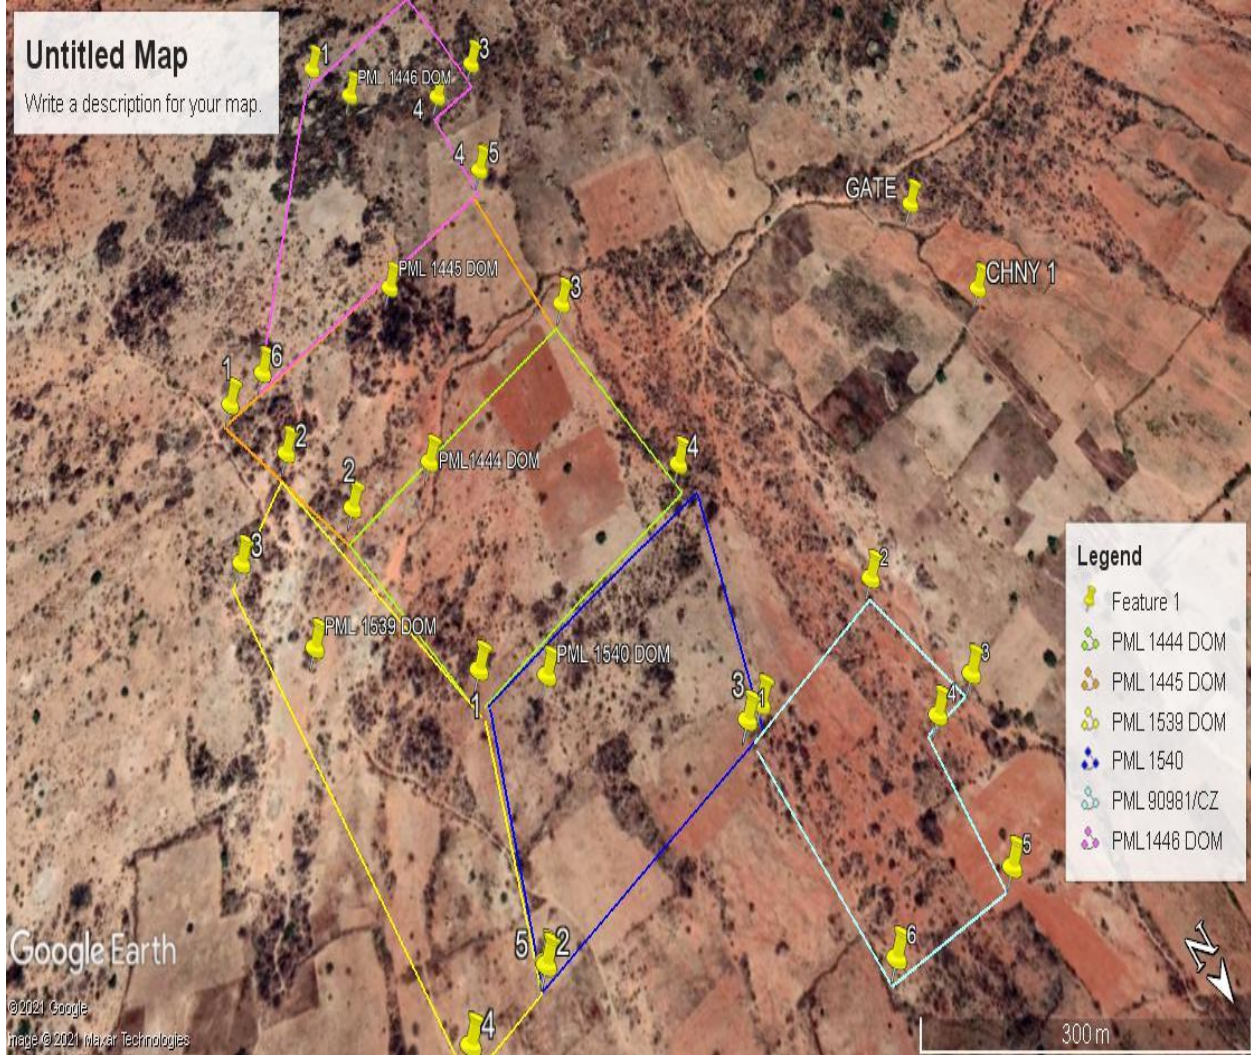 Untitled Map
Write a description for your map.
1
3
PML 1446 DOM
4
4
5
GATE
CHNY 1
PML 1445 DOM
3
6
1
2
4
PML1444 DOM
2
3
2
PML 1539 DOM
PML 1540 DOM
3
4
1
3
1
5
5
2
6
4
Legend
Feature 1
PML 1444 DOM
PML 1445 DOM
PML 1539 DOM
PML 1540
PML 90981/CZ
PML1446 DOM
N
Google Earth
©2021 Google
Image © 2021 Maxar Technologies
300 m